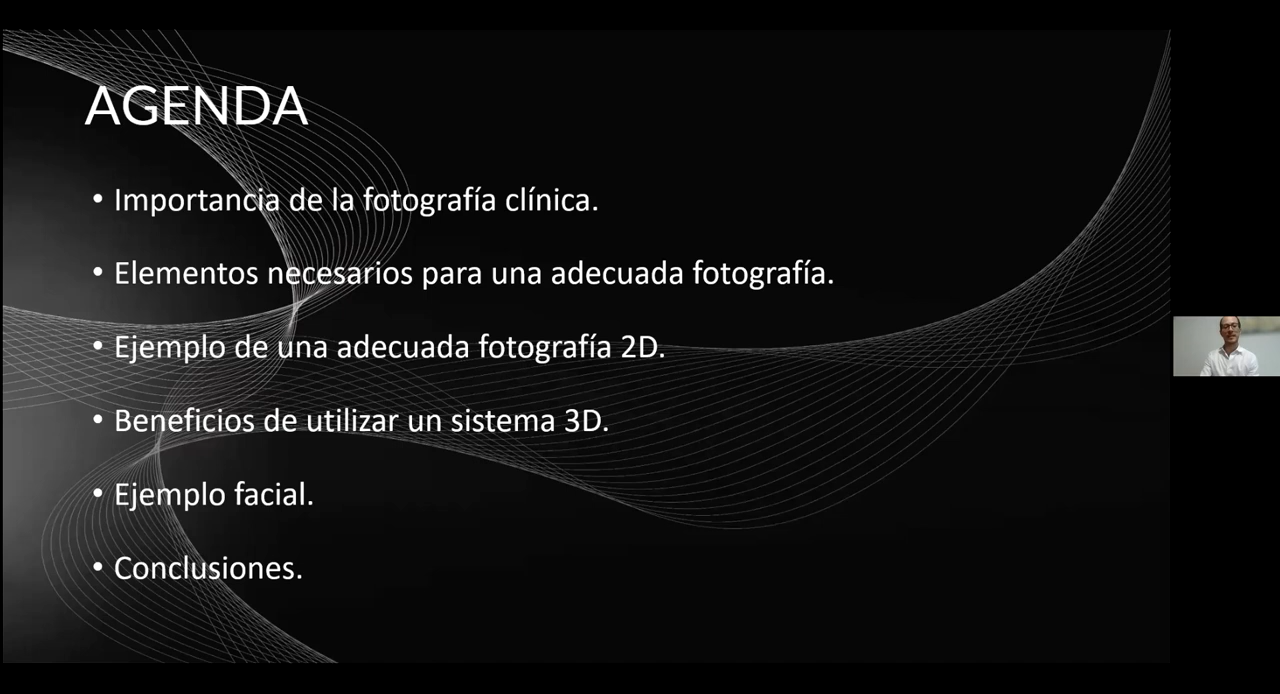 AGENDA
• Importancia de la fotografía clínica.
• Elementos necesarios para una adecuada fotografía.
• Ejemplo de una adecuada fotografía 2D.
• Beneficios de utilizar un sistema 3D.
• Ejemplo facial.
• Conclusiones.